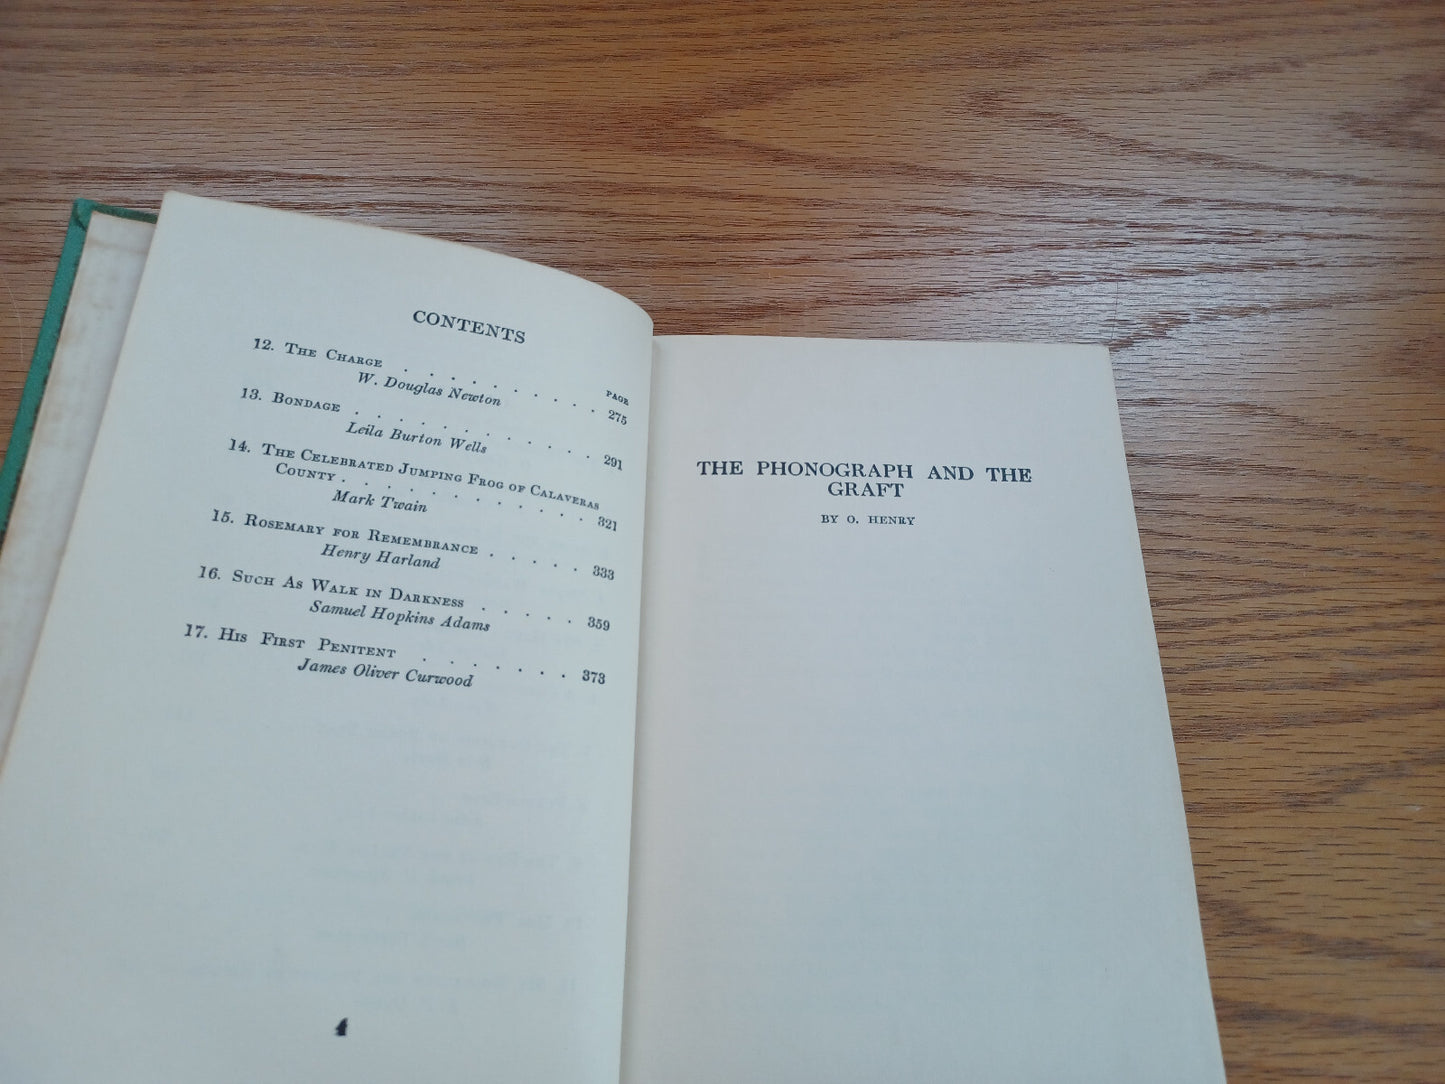 CONTENTS
PAGE
12. THE CHARGE . . . . . . . . . . 275
W. Douglas Newton
13. BONDAGE . . . . . . . . . . 291
Leila Burton Wells
14. THE CELEBRATED JUMPING FROG OF CALAVERAS
COUNTY . . . . . . . . . . 321
Mark Twain
15. ROSEMARY FOR REMEMBRANCE . . . . . 333
Henry Harland
16. SUCH AS WALK IN DARKNESS . . . . . 359
Samuel Hopkins Adams
17. HIS FIRST PENITENT . . . . . . 373
James Oliver Curwood
4
THE PHONOGRAPH AND THE
GRAFT
BY O. HENRY